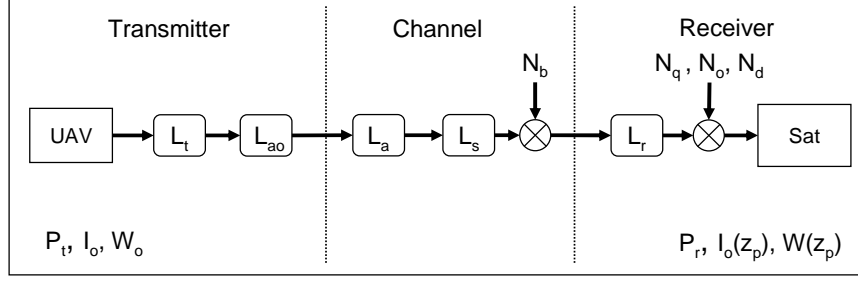 Transmitter Channel Receiver
N_b N_q , N_o, N_d
UAV L_t L_ao L_a L_s L_r Sat
P_t, I_o, W_o P_r, I_o(z_p), W(z_p)